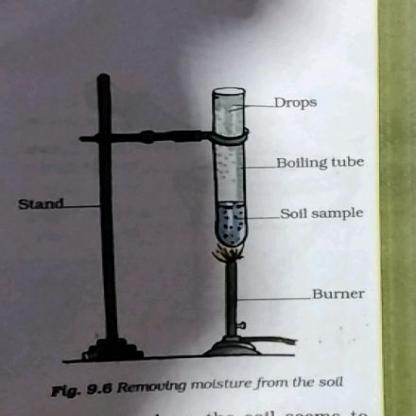 Drops
Boiling tube
Stand
Soil sample
Burner
Fig. 9.6 Removing moisture from the soil
the soil seems to